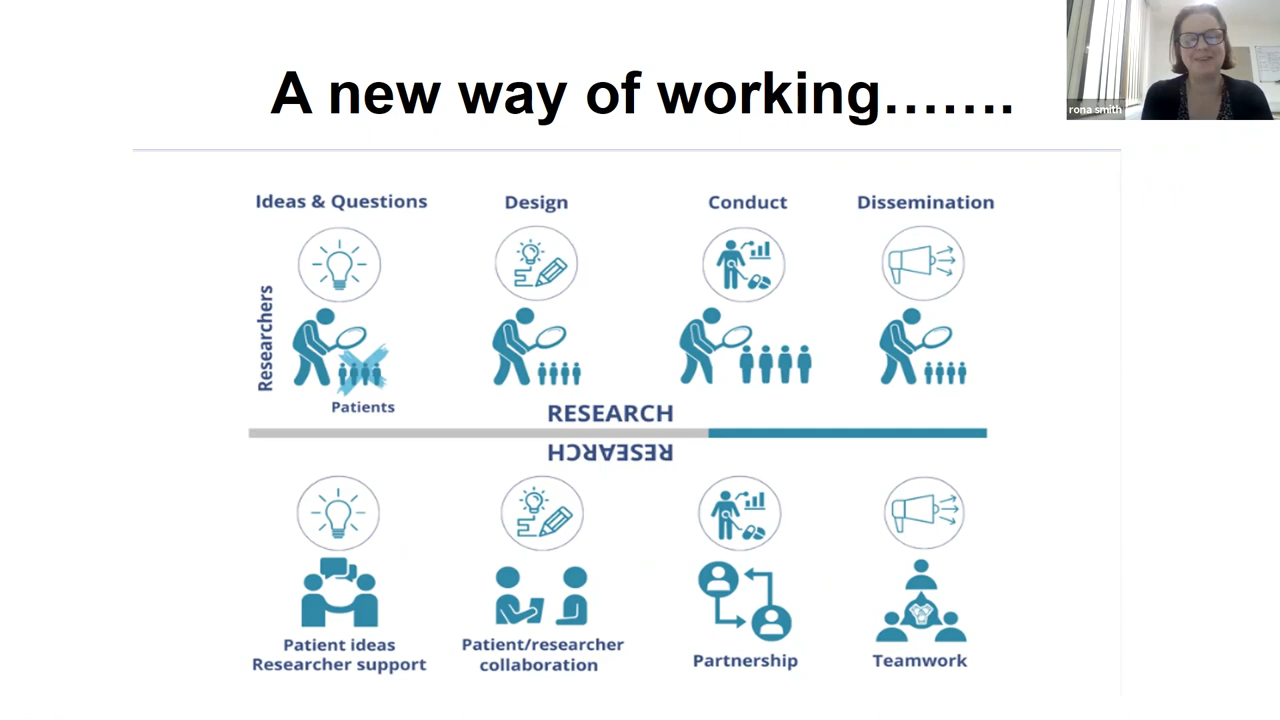 A new way of working.......
rona smith
Ideas & Questions
Design
Conduct
Dissemination
Researchers
Patients
RESEARCH
RESEARCH
Patient ideas
Researcher support
Patient/researcher
collaboration
Partnership
Teamwork